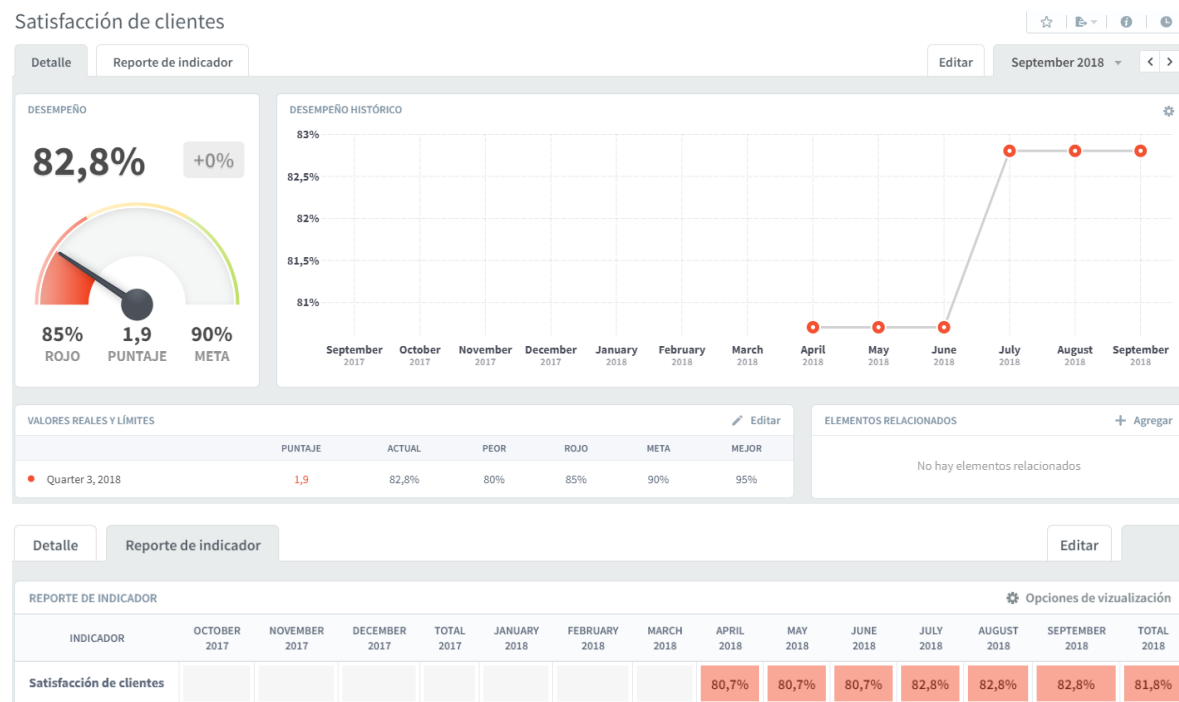 Satisfacción de clientes
Detalle
Reporte de indicador
Editar
September 2018
DESEMPEÑO
82,8%
+0%
85%
ROJO
1,9
PUNTAJE
90%
META
DESEMPEÑO HISTÓRICO
83%
82,5%
82%
81,5%
81%
September October November December January February March April May June July August September
2017 2017 2017 2017 2018 2018 2018 2018 2018 2018 2018 2018 2018
VALORES REALES Y LÍMITES
Editar
PUNTAJE ACTUAL PEOR ROJO META MEJOR
Quarter 3, 2018 1,9 82,8% 80% 85% 90% 95%
ELEMENTOS RELACIONADOS
+ Agregar
No hay elementos relacionados
Detalle
Reporte de indicador
Editar
REPORTE DE INDICADOR
Opciones de vizualización
INDICADOR
OCTOBER NOVEMBER DECEMBER TOTAL JANUARY FEBRUARY MARCH APRIL MAY JUNE JULY AUGUST SEPTEMBER TOTAL
2017 2017 2017 2017 2018 2018 2018 2018 2018 2018 2018 2018 2018 2018
Satisfacción de clientes 80,7% 80,7% 80,7% 82,8% 82,8% 82,8% 81,8%